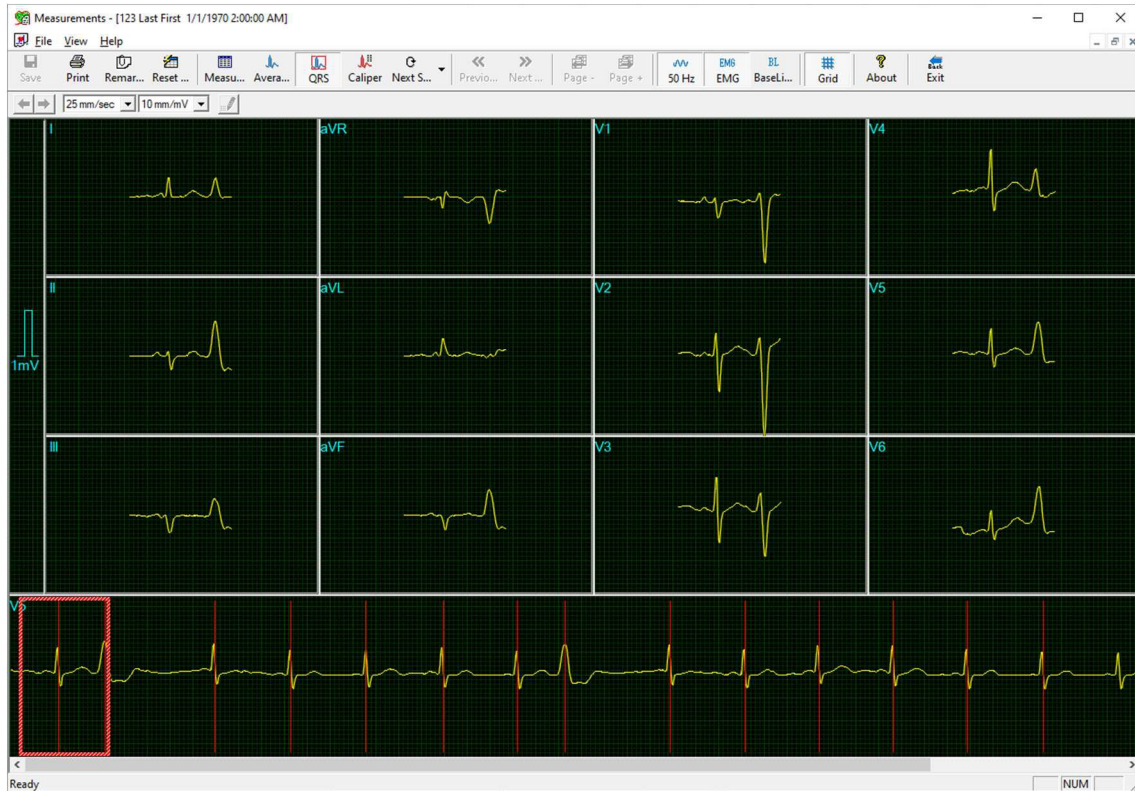 Measurements - [123 Last First 1/1/1970 2:00:00 AM]
File View Help
Save Print Remar... Reset ... Measu... Avera... QRS Caliper Next S... Previo... Next ... Page - Page + 50 Hz EMG EMG BL BaseLi... Grid About Back Exit
25 mm/sec 10 mm/mV
I aVR V1 V4
II aVL V2 V5
1mV
III aVF V3 V6
Ready NUM